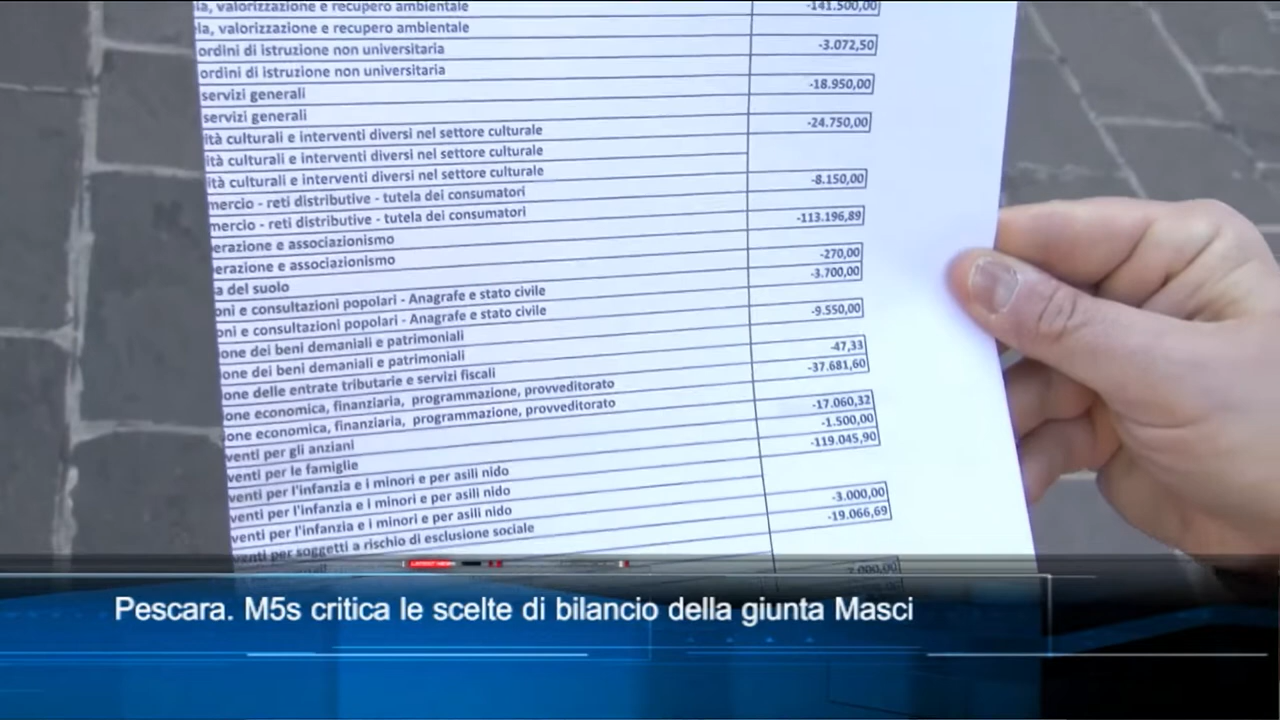 la, valorizzazione e recupero ambientale -141.500,00
la, valorizzazione e recupero ambientale
ordini di istruzione non universitaria -3.072,50
ordini di istruzione non universitaria
servizi generali -18.950,00
servizi generali
ità culturali e interventi diversi nel settore culturale -24.750,00
ità culturali e interventi diversi nel settore culturale
ità culturali e interventi diversi nel settore culturale
mercio - reti distributive - tutela dei consumatori -8.150,00
mercio - reti distributive - tutela dei consumatori
erazione e associazionismo -113.196,89
erazione e associazionismo
a del suolo -270,00
oni e consultazioni popolari - Anagrafe e stato civile -3.700,00
oni e consultazioni popolari - Anagrafe e stato civile
one dei beni demaniali e patrimoniali -9.550,00
one dei beni demaniali e patrimoniali
one delle entrate tributarie e servizi fiscali -47,33
one economica, finanziaria, programmazione, provveditorato -37.681,60
one economica, finanziaria, programmazione, provveditorato
venti per gli anziani -17.060,32
venti per le famiglie -1.500,00
venti per l'infanzia e i minori e per asili nido -119.045,90
venti per l'infanzia e i minori e per asili nido
venti per l'infanzia e i minori e per asili nido
venti per soggetti a rischio di esclusione sociale -3.000,00
-19.066,69
LATEST NEWS
Pescara. M5s critica le scelte di bilancio della giunta Masci